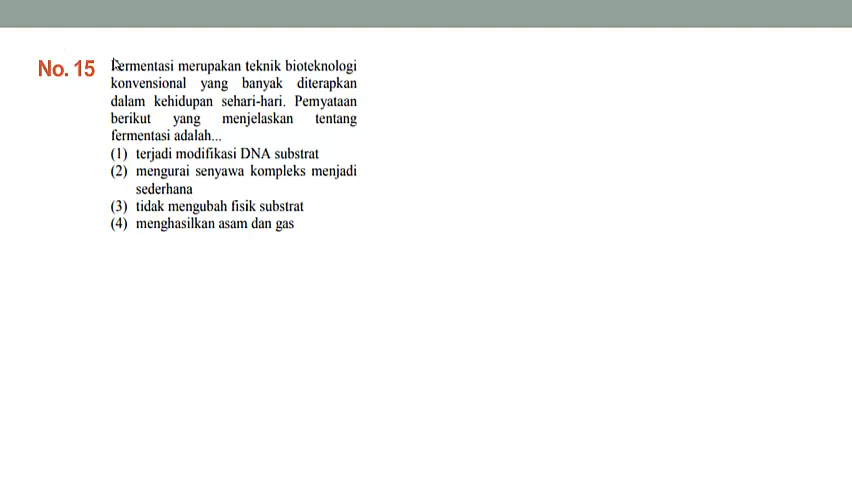 No. 15
Fermentasi merupakan teknik bioteknologi
konvensional yang banyak diterapkan
dalam kehidupan sehari-hari. Pemyataan
berikut yang menjelaskan tentang
fermentasi adalah...
(1) terjadi modifikasi DNA substrat
(2) mengurai senyawa kompleks menjadi
sederhana
(3) tidak mengubah fisik substrat
(4) menghasilkan asam dan gas